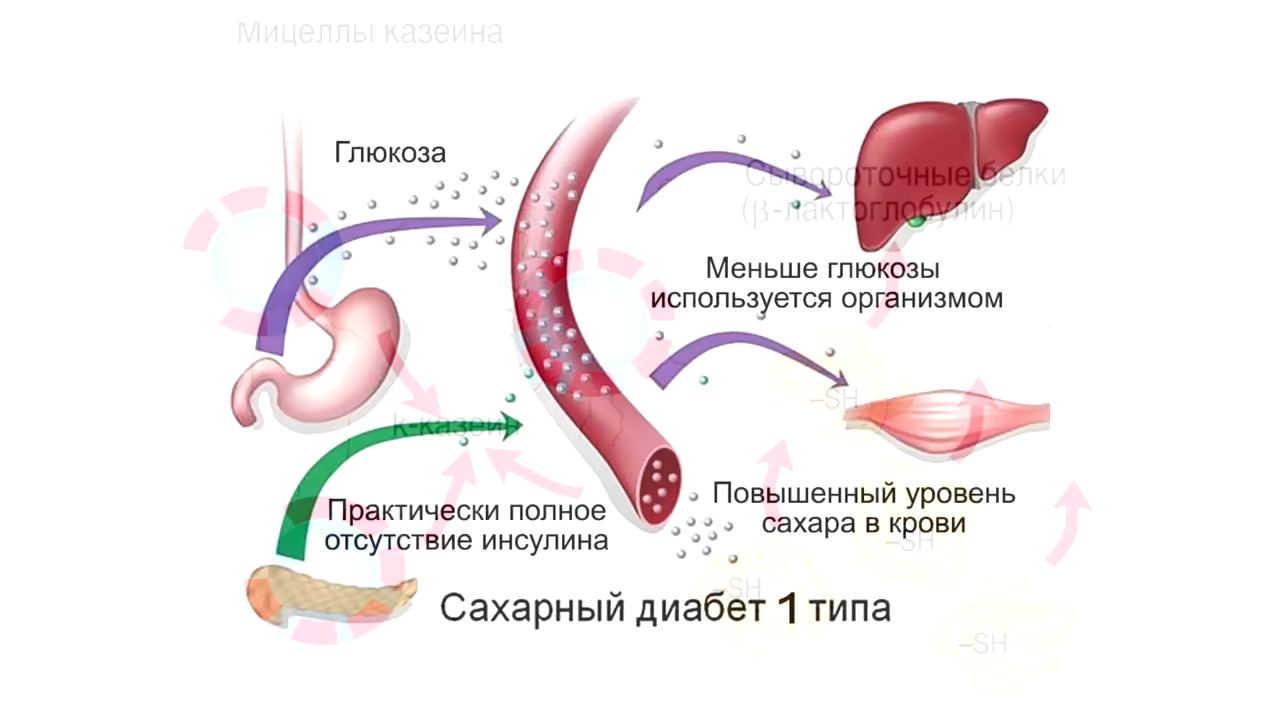 Мицеллы казеина
Глюкоза
Сывороточные белки
(β-лактоглобулин)
Меньше глюкозы
используется организмом
–SH
k-казеин
Практически полное
отсутствие инсулина
Повышенный уровень
сахара в крови
–SH
–SH
Сахарный диабет 1 типа
–SH